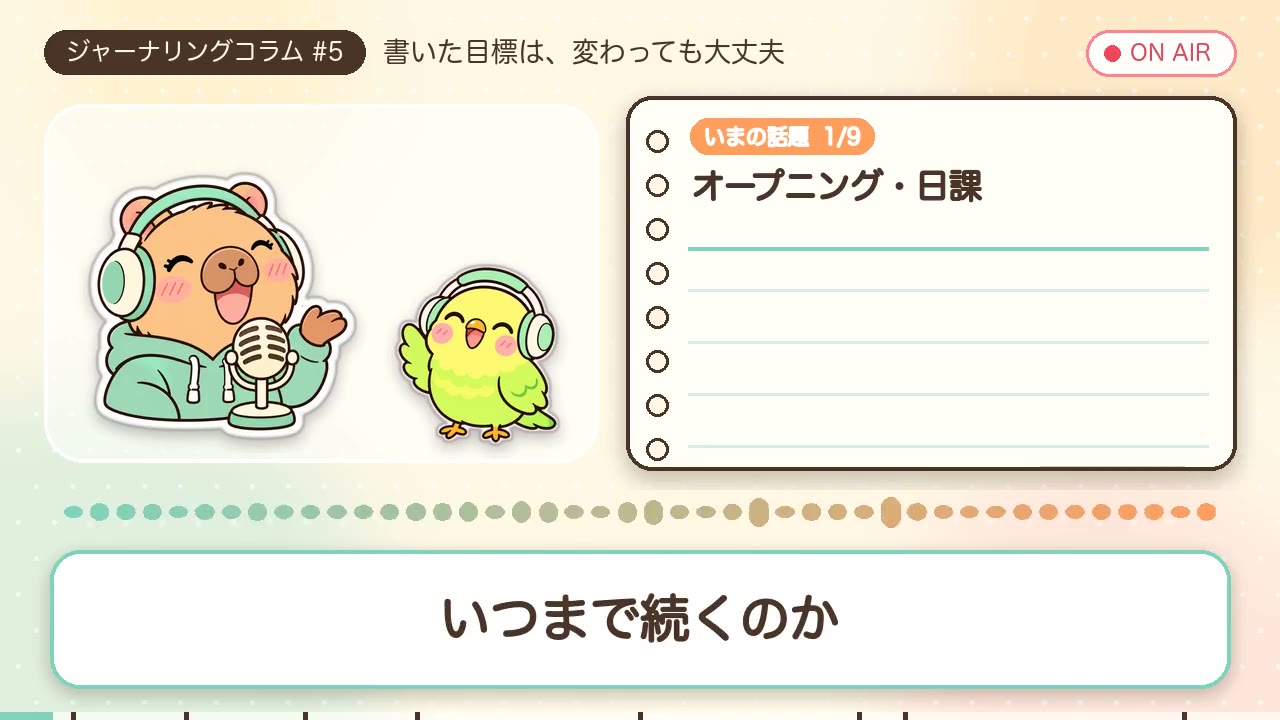 ジャーナリングコラム #5
書いた目標は、変わっても大丈夫
ON AIR
いまの話題 1/9
オープニング・日課
いつまで続くのか